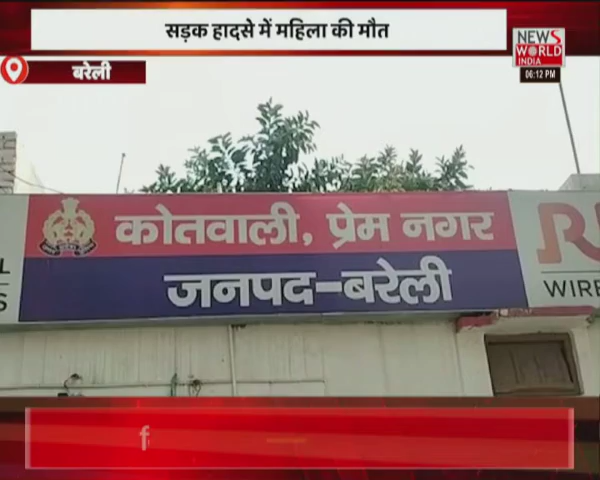 सड़क हादसे में महिला की मौत
NEWS
WORLD
INDIA
06:12 PM
बरेली
कोतवाली, प्रेम नगर
जनपद-बरेली
L
S
WIRE
f